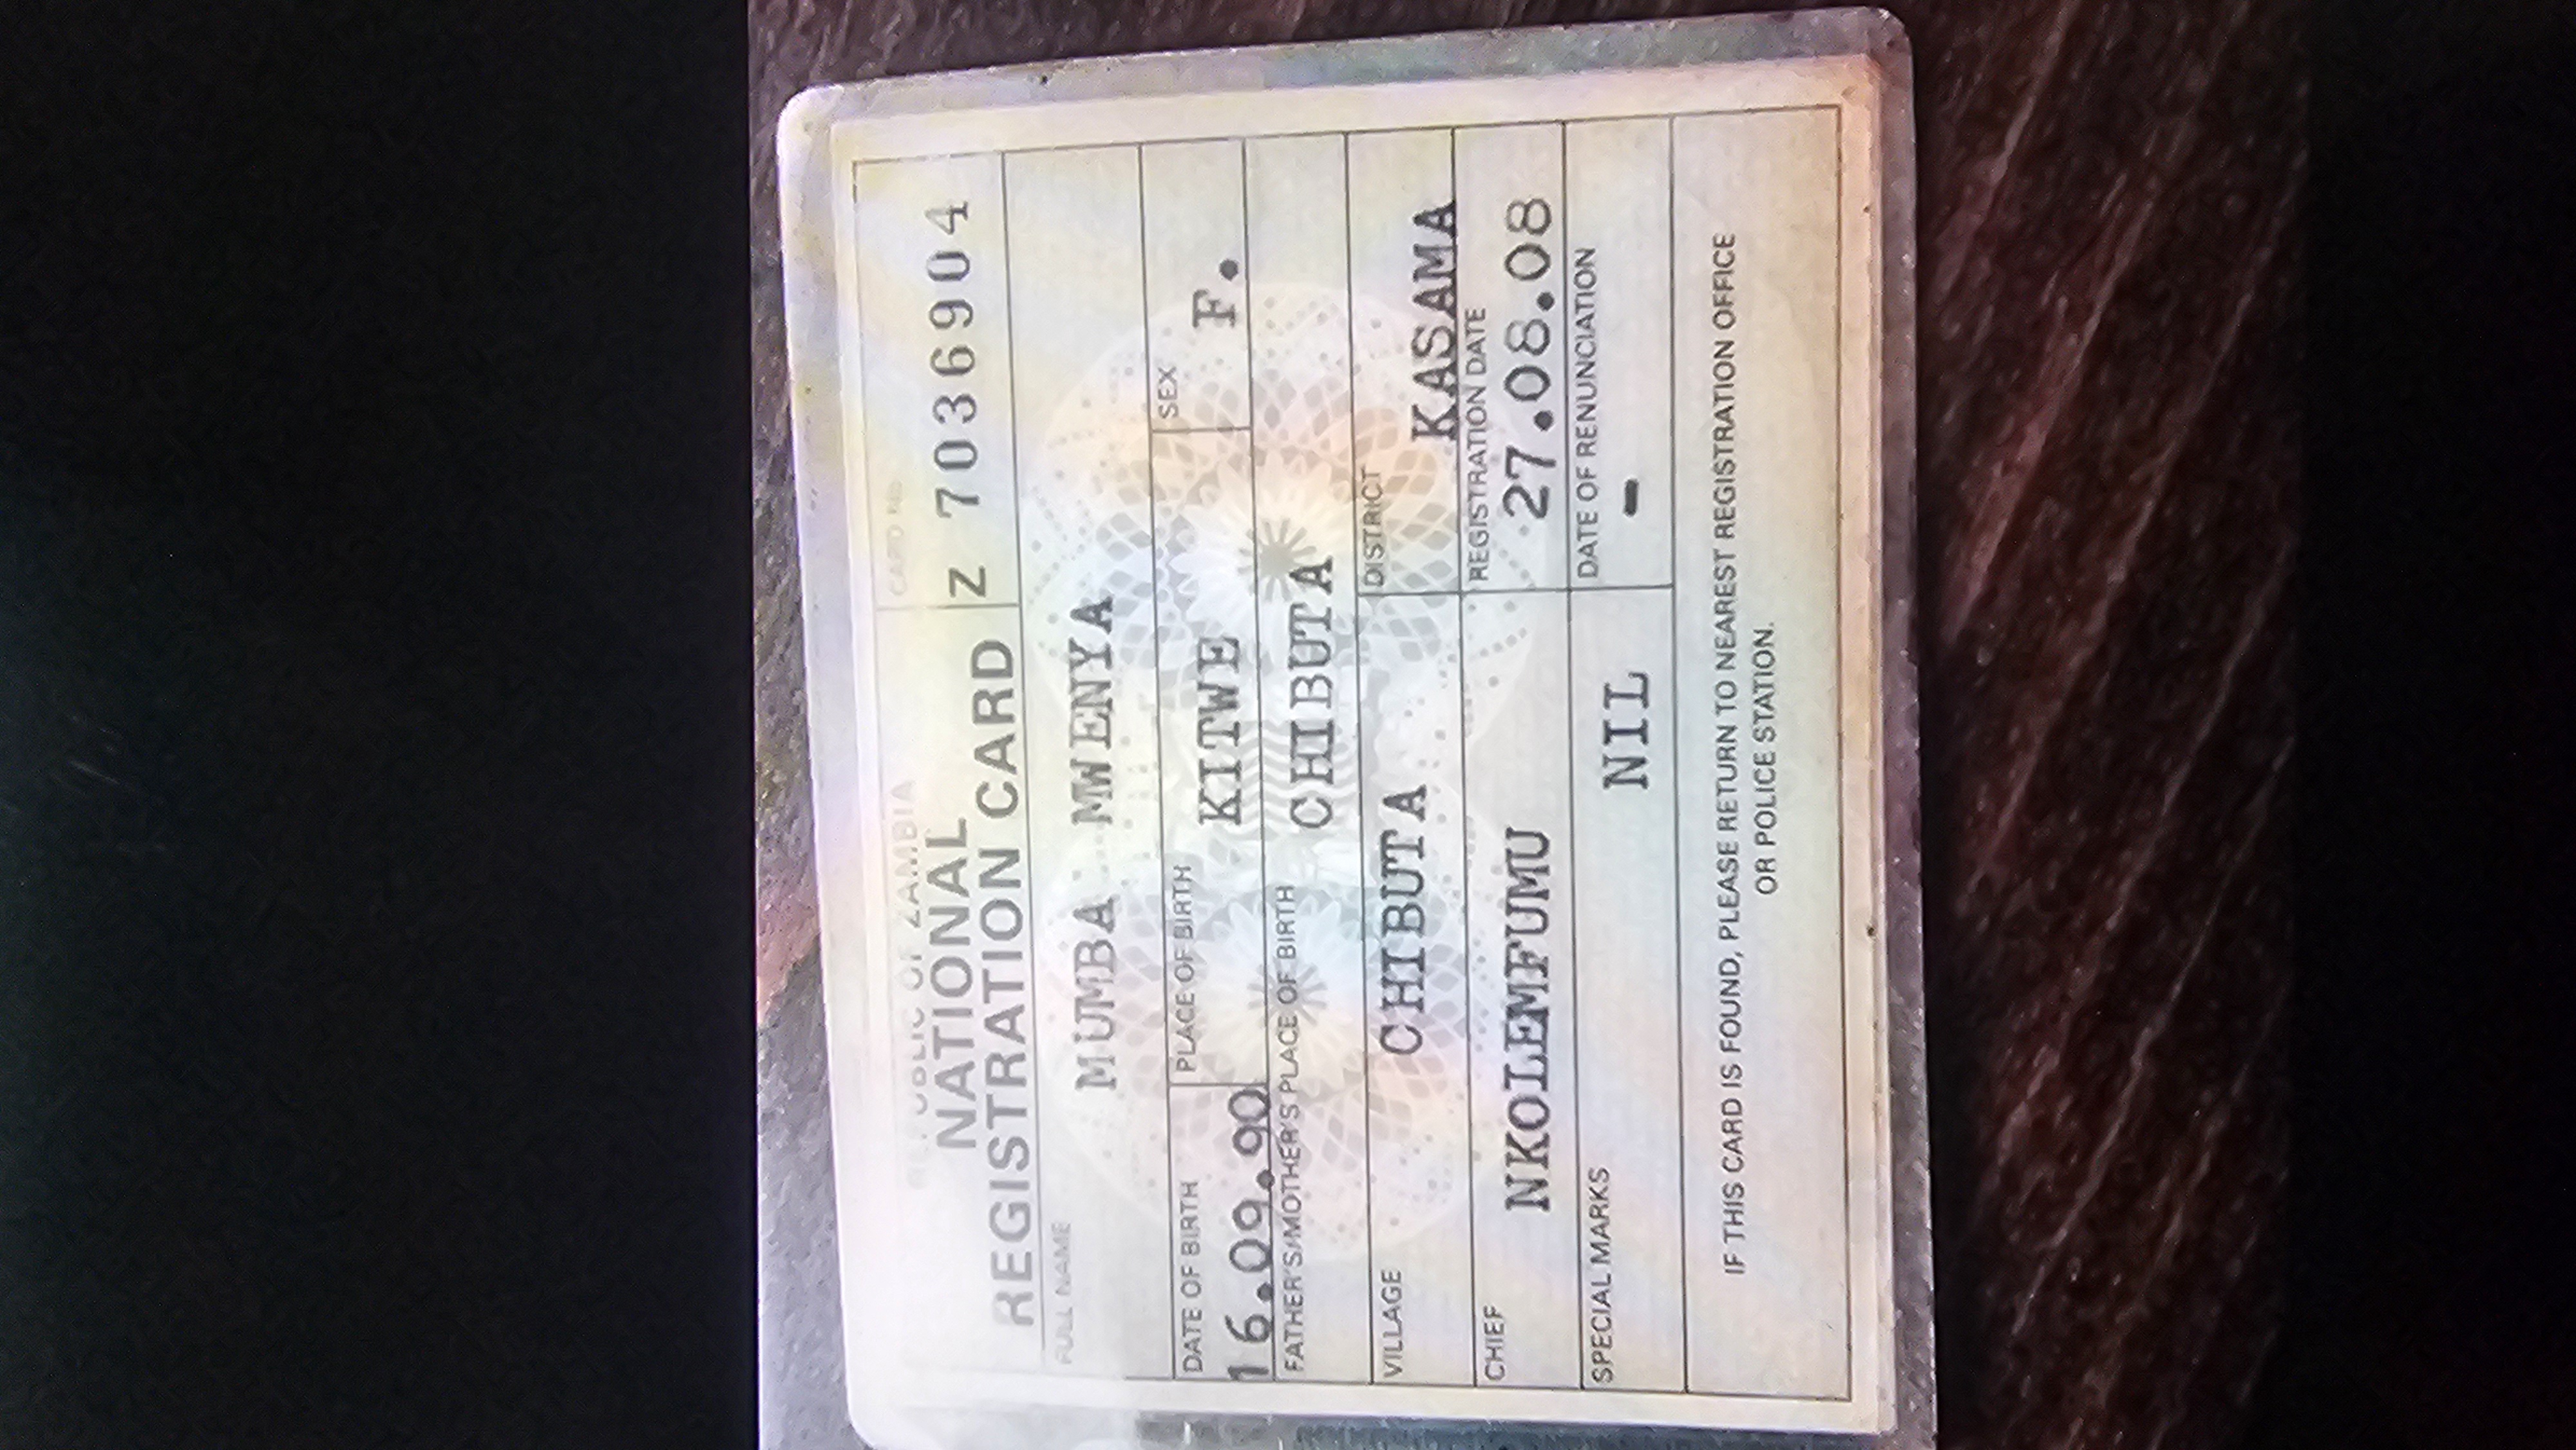 REPUBLIC OF ZAMBIA
NATIONAL
REGISTRATION CARD
CARD No.
Z 7036904
FULL NAME
MUMBA MWENYA
DATE OF BIRTH
16.09.90
PLACE OF BIRTH
KITWE
SEX
F.
FATHER'S/MOTHER'S PLACE OF BIRTH
CHIBUTA
VILLAGE
CHIBUTA
DISTRICT
KASAMA
CHIEF
NKOLEMFUMU
REGISTRATION DATE
27.08.08
SPECIAL MARKS
NIL
DATE OF RENUNCIATION
-
IF THIS CARD IS FOUND, PLEASE RETURN TO NEAREST REGISTRATION OFFICE
OR POLICE STATION.